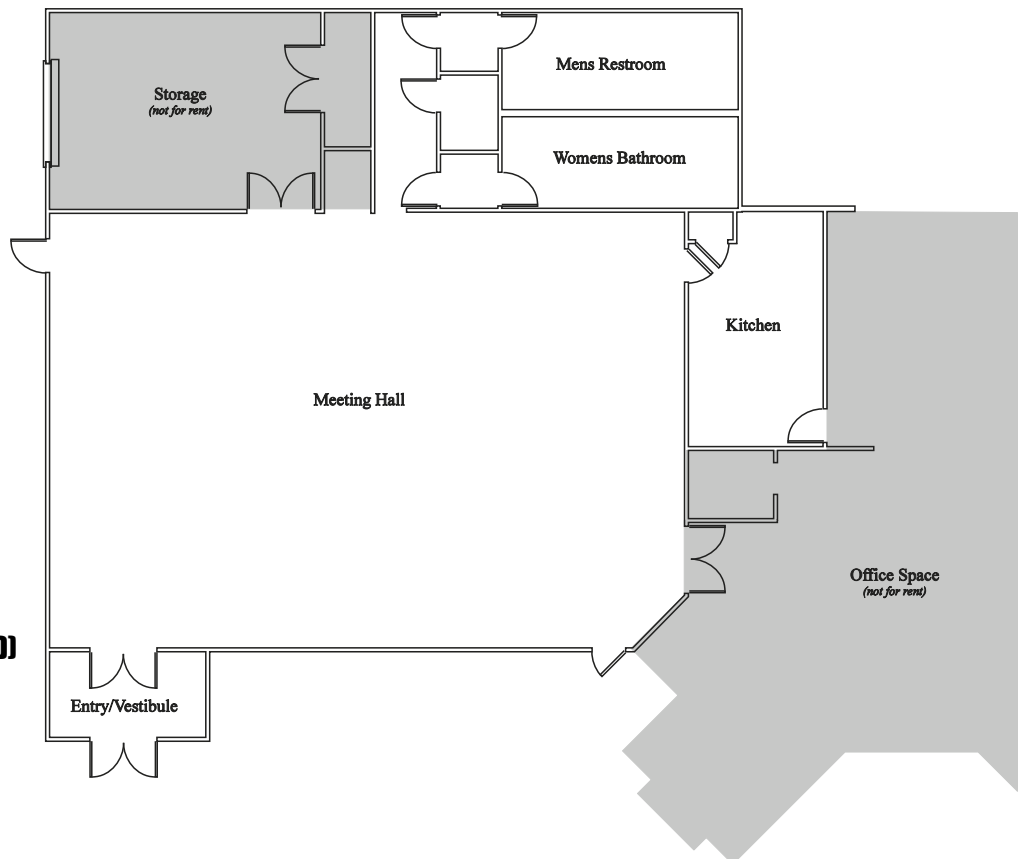 Mens Restroom
Storage
(not for rent)
Womens Bathroom
Kitchen
Meeting Hall
Office Space
(not for rent)
Entry/Vestibule